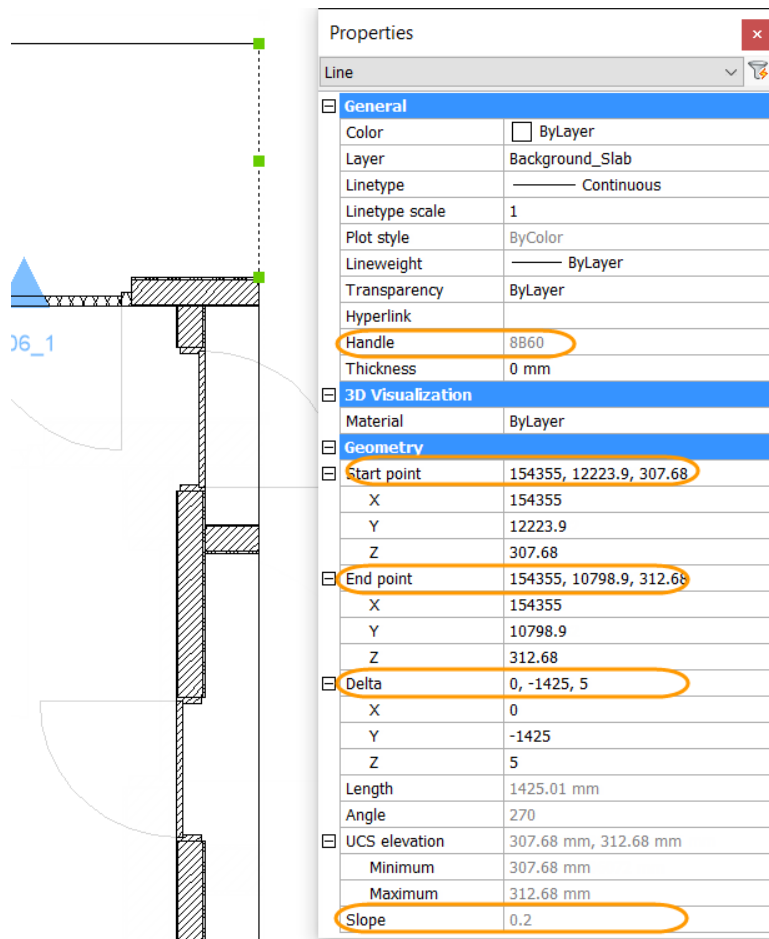 Properties
Line
General
Color ByLayer
Layer Background_Slab
Linetype Continuous
Linetype scale 1
Plot style ByColor
Lineweight ByLayer
Transparency ByLayer
Hyperlink
Handle 8B60
Thickness 0 mm
3D Visualization
Material ByLayer
Geometry
Start point 154355, 12223.9, 307.68
X 154355
Y 12223.9
Z 307.68
End point 154355, 10798.9, 312.68
X 154355
Y 10798.9
Z 312.68
Delta 0, -1425, 5
X 0
Y -1425
Z 5
Length 1425.01 mm
Angle 270
UCS elevation 307.68 mm, 312.68 mm
Minimum 307.68 mm
Maximum 312.68 mm
Slope 0.2
06_1